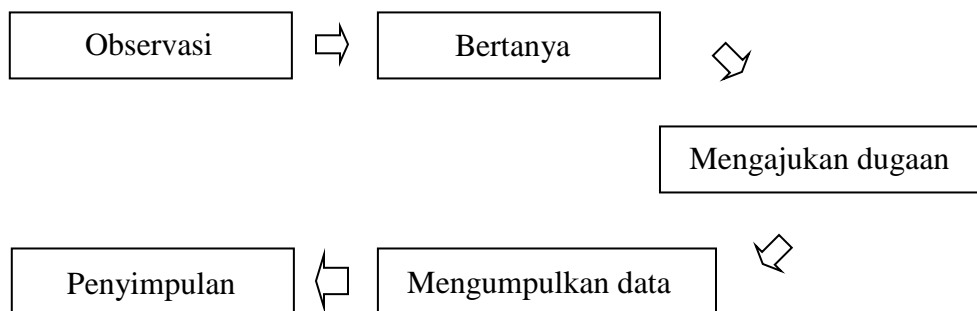 Observasi
Bertanya
Mengajukan dugaan
Mengumpulkan data
Penyimpulan